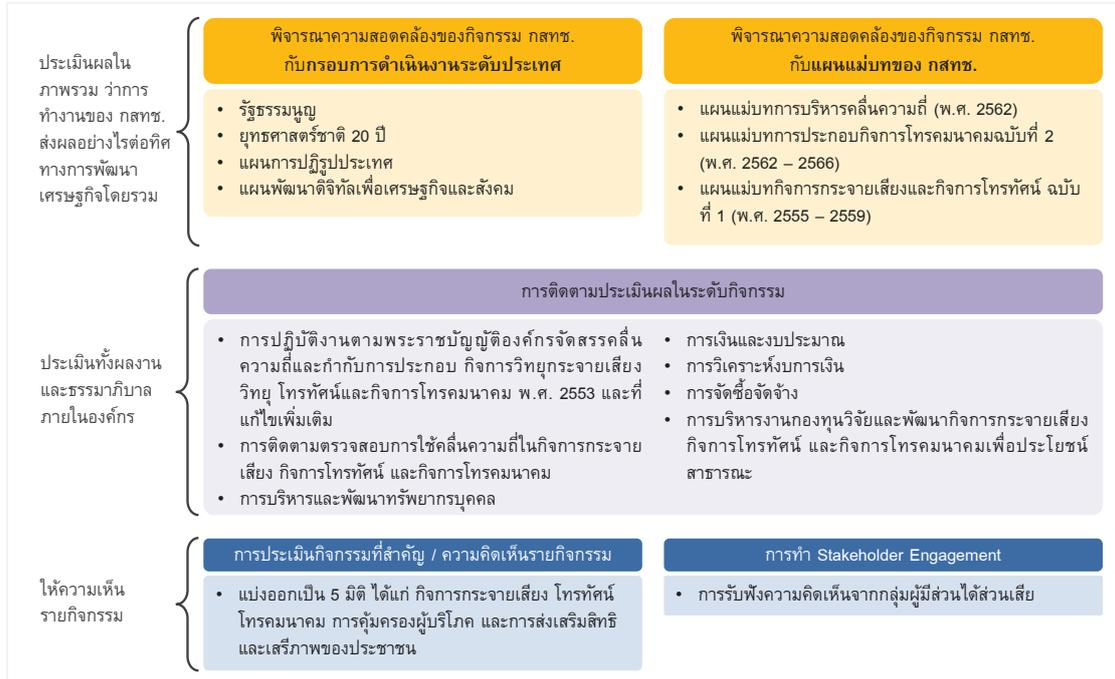 ประเมินผลใน
ภาพรวม ว่าการ
ทำงานของ กสทช.
ส่งผลอย่างไรต่อทิศ
ทางการพัฒนา
เศรษฐกิจโดยรวม
พิจารณาความสอดคล้องของกิจกรรม กสทช.
กับกรอบการดำเนินงานระดับประเทศ
• รัฐธรรมนูญ
• ยุทธศาสตร์ชาติ 20 ปี
• แผนการปฏิรูปประเทศ
• แผนพัฒนาดิจิทัลเพื่อเศรษฐกิจและสังคม
พิจารณาความสอดคล้องของกิจกรรม กสทช.
กับแผนแม่บทของ กสทช.
• แผนแม่บทการบริหารคลื่นความถี่ (พ.ศ. 2562)
• แผนแม่บทการประกอบกิจการโทรคมนาคมฉบับที่ 2
(พ.ศ. 2562 – 2566)
• แผนแม่บทกิจการกระจายเสียงและกิจการโทรทัศน์ ฉบับ
ที่ 1 (พ.ศ. 2555 – 2559)
ประเมินทั้งผลงาน
และธรรมาภิบาล
ภายในองค์กร
การติดตามประเมินผลในระดับกิจกรรม
• การปฏิบัติงานตามพระราชบัญญัติองค์กรจัดสรรคลื่น
ความถี่และกำกับการประกอบ กิจการวิทยุกระจายเสียง
วิทยุ โทรทัศน์และกิจการโทรคมนาคม พ.ศ. 2553 และที่
แก้ไขเพิ่มเติม
• การติดตามตรวจสอบการใช้คลื่นความถี่ในกิจการกระจาย
เสียง กิจการโทรทัศน์ และกิจการโทรคมนาคม
• การบริหารและพัฒนาทรัพยากรบุคคล
• การเงินและงบประมาณ
• การวิเคราะห์งบการเงิน
• การจัดซื้อจัดจ้าง
• การบริหารงานกองทุนวิจัยและพัฒนากิจการกระจายเสียง
กิจการโทรทัศน์ และกิจการโทรคมนาคมเพื่อประโยชน์
สาธารณะ
ให้ความเห็น
รายกิจกรรม
การประเมินกิจกรรมที่สำคัญ / ความคิดเห็นรายกิจกรรม
• แบ่งออกเป็น 5 มิติ ได้แก่ กิจการกระจายเสียง โทรทัศน์
โทรคมนาคม การคุ้มครองผู้บริโภค และการส่งเสริมสิทธิ
และเสรีภาพของประชาชน
การทำ Stakeholder Engagement
• การรับฟังความคิดเห็นจากกลุ่มผู้มีส่วนได้ส่วนเสีย